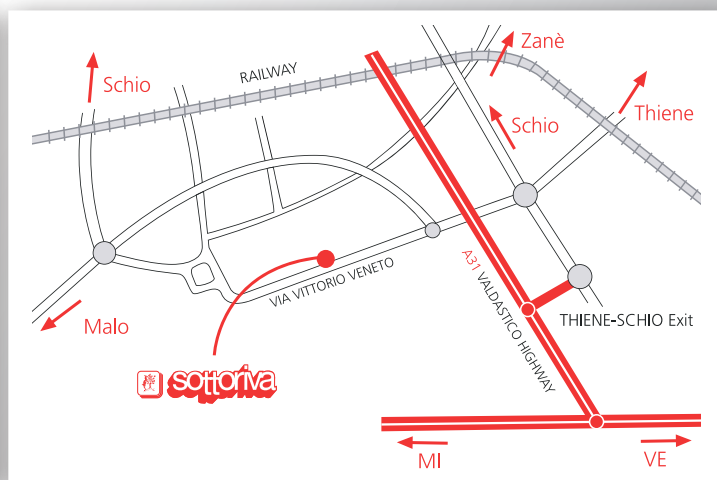 Zanè
RAILWAY
Schio
Thiene
Schio
A31 VALDASTICO HIGHWAY
VIA VITTORIO VENETO
THIENE-SCHIO Exit
Malo
sottoriva
MI
VE